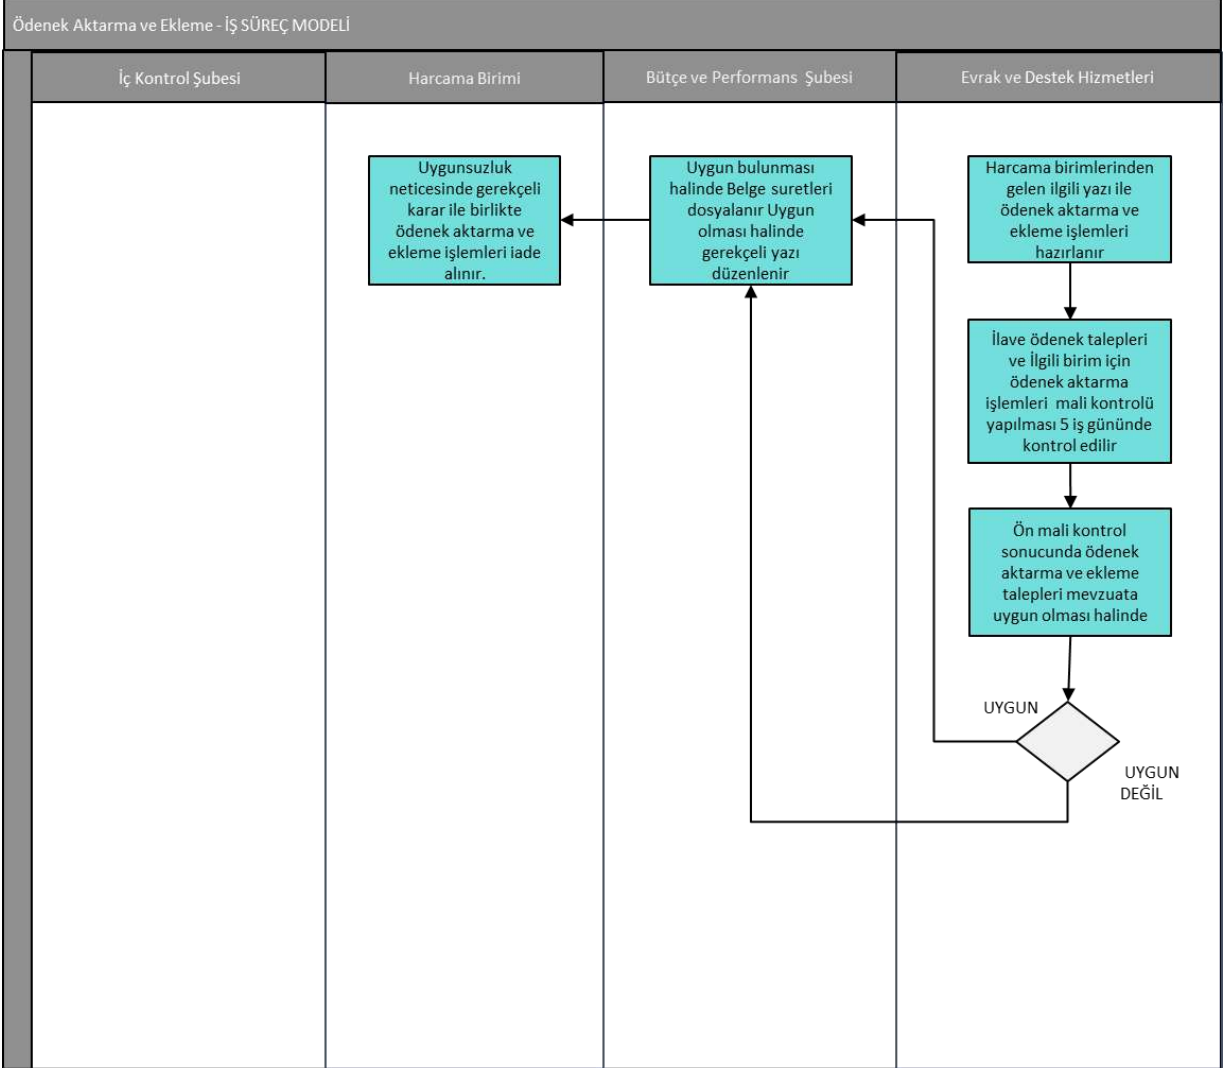 Ödenek Aktarma ve Ekleme - İŞ SÜREÇ MODELİ
İç Kontrol Şubesi
Harcama Birimi
Bütçe ve Performans Şubesi
Evrak ve Destek Hizmetleri
Uygunsuzluk
neticesinde gerekçeli
karar ile birlikte
ödenek aktarma ve
ekleme işlemleri iade
alınır.
Uygun bulunması
halinde Belge suretleri
dosyalanır Uygun
olması halinde
gerekçeli yazı
düzenlenir
Harcama birimlerinden
gelen ilgili yazı ile
ödenek aktarma ve
ekleme işlemleri
hazırlanır
İlave ödenek talepleri
ve İlgili birim için
ödenek aktarma
işlemleri mali kontrolü
yapılması 5 iş gününde
kontrol edilir
Ön mali kontrol
sonucunda ödenek
aktarma ve ekleme
talepleri mevzuata
uygun olması halinde
UYGUN
UYGUN
DEĞİL